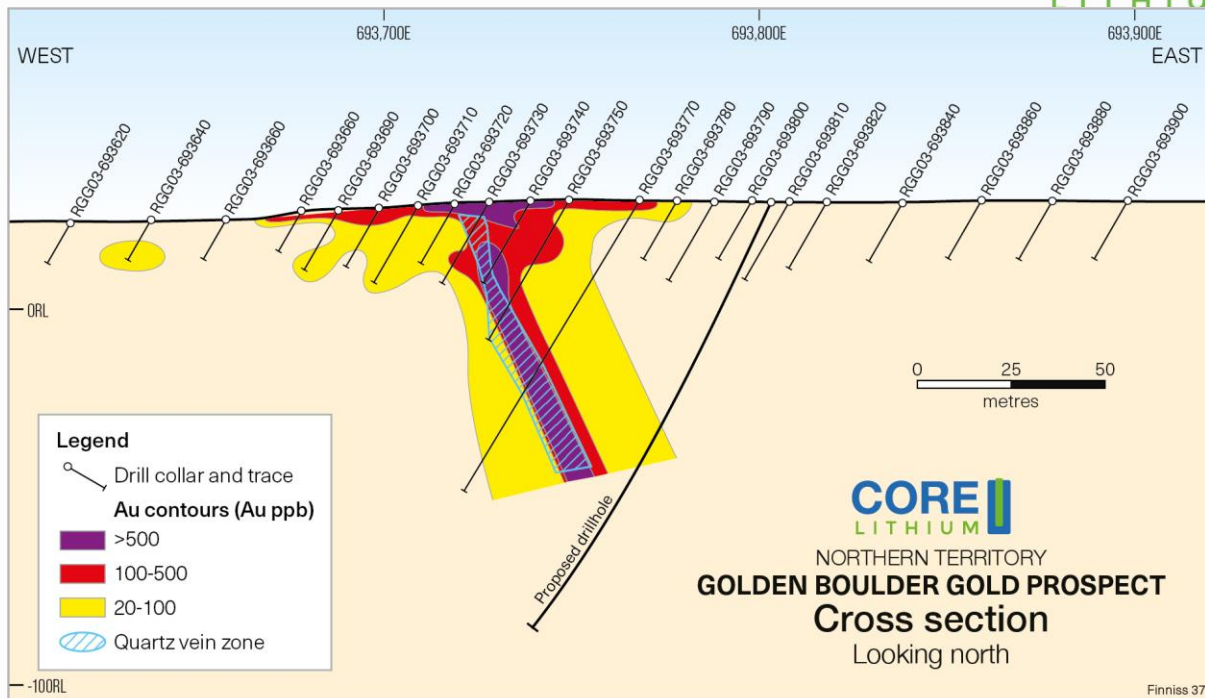 LITHIU
693,700E
693,800E
693,900E
WEST
EAST
RGG03-693620
RGG03-693640
RGG03-693660
RGG03-693660
RGG03-693690
RGG03-693700
RGG03-693710
RGG03-693720
RGG03-693730
RGG03-693740
RGG03-693750
RGG03-693770
RGG03-693780
RGG03-693790
RGG03-693800
RGG03-693810
RGG03-693820
RGG03-693840
RGG03-693860
RGG03-693880
RGG03-693900
0RL
0 25 50
metres
Legend
Drill collar and trace
Au contours (Au ppb)
>500
100-500
20-100
Quartz vein zone
Proposed drillhole
CORE
LITHIUM
NORTHERN TERRITORY
GOLDEN BOULDER GOLD PROSPECT
Cross section
Looking north
-100RL
Finniss 37